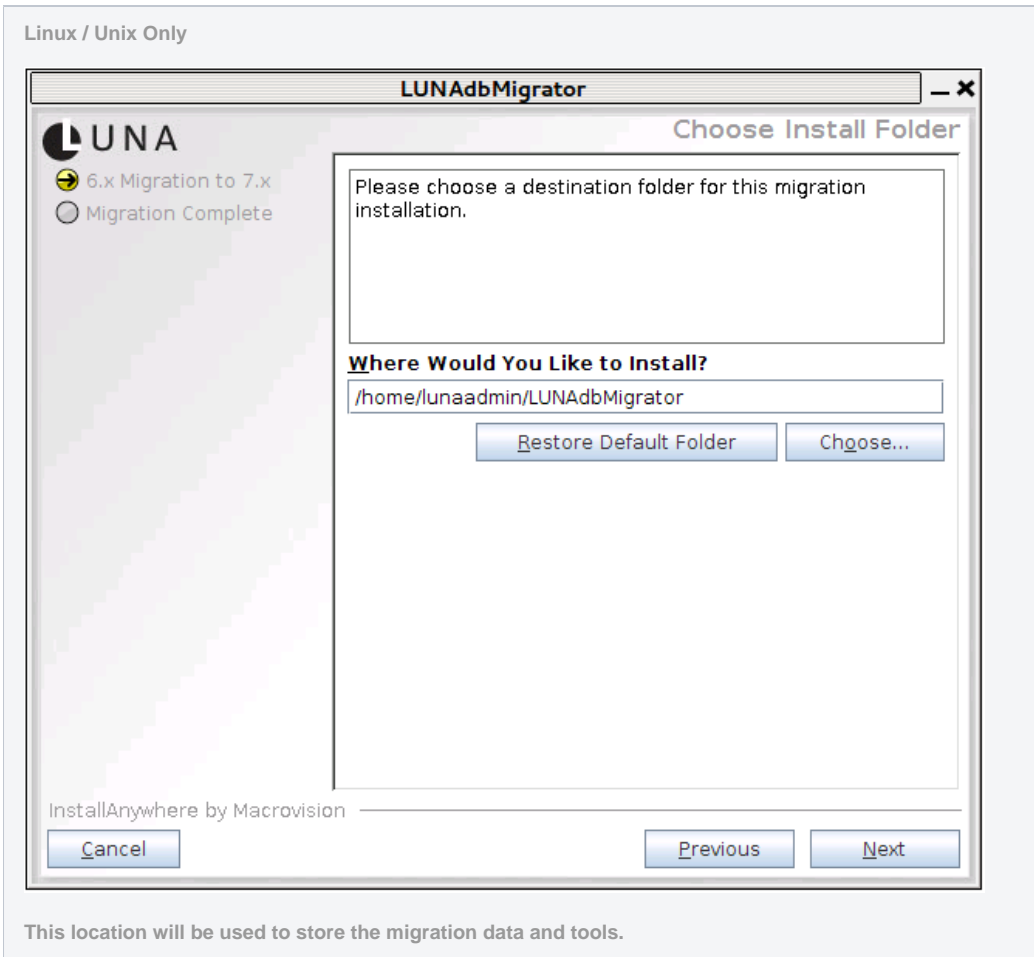 Linux / Unix Only
LUNAdbMigrator
LUNA
Choose Install Folder
6.x Migration to 7.x
Migration Complete
Please choose a destination folder for this migration
installation.
Where Would You Like to Install?
/home/lunaadmin/LUNAdbMigrator
Restore Default Folder
Choose...
InstallAnywhere by Macrovision
Cancel
Previous
Next
This location will be used to store the migration data and tools.